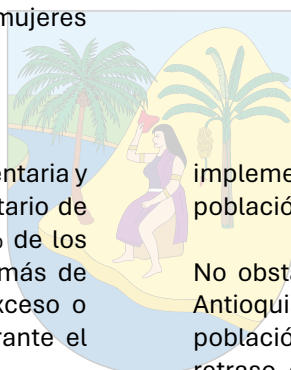 mujeres
entaria y
tario de
de los
más de
xceso o
rante el
impleme
població
No obsta
Antioqui
població